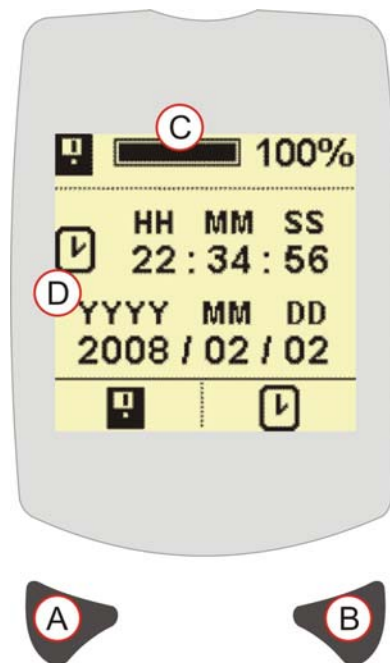 C
100%
HH MM SS
22 : 34 : 56
D
YYYY MM DD
2008 / 02 / 02
A
B